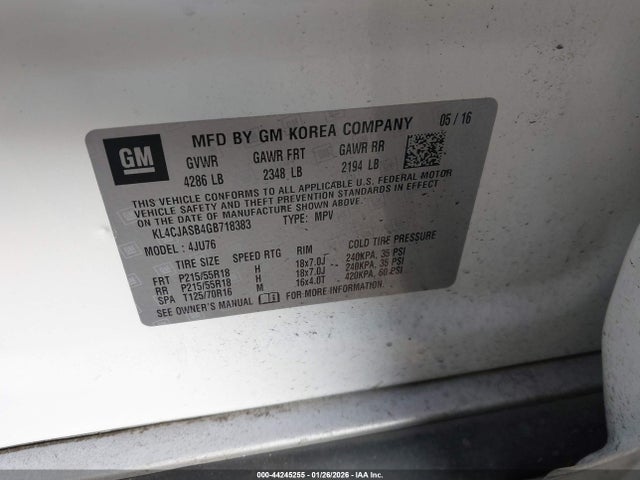 GM
MFD BY GM KOREA COMPANY 05/16
GVWR GAWR FRT GAWR RR
4286 LB 2348 LB 2194 LB
THIS VEHICLE CONFORMS TO ALL APPLICABLE U.S. FEDERAL MOTOR
VEHICLE SAFETY AND THEFT PREVENTION STANDARDS IN EFFECT
ON THE DATE OF MANUFACTURE SHOWN ABOVE.
KL4CJASB4GB718383 TYPE: MPV
MODEL: 4JU76
TIRE SIZE SPEED RTG RIM COLD TIRE PRESSURE
FRT P215/55R18 H 18x7.0J 240KPA, 35 PSI
RR P215/55R18 H 18x7.0J 240KPA, 35 PSI
SPA T125/70R16 M 16x4.0T 420KPA, 60 PSI
SEE OWNER'S MANUAL FOR MORE INFORMATION.
000-44245255 | 01/26/2026 | IAA Inc.